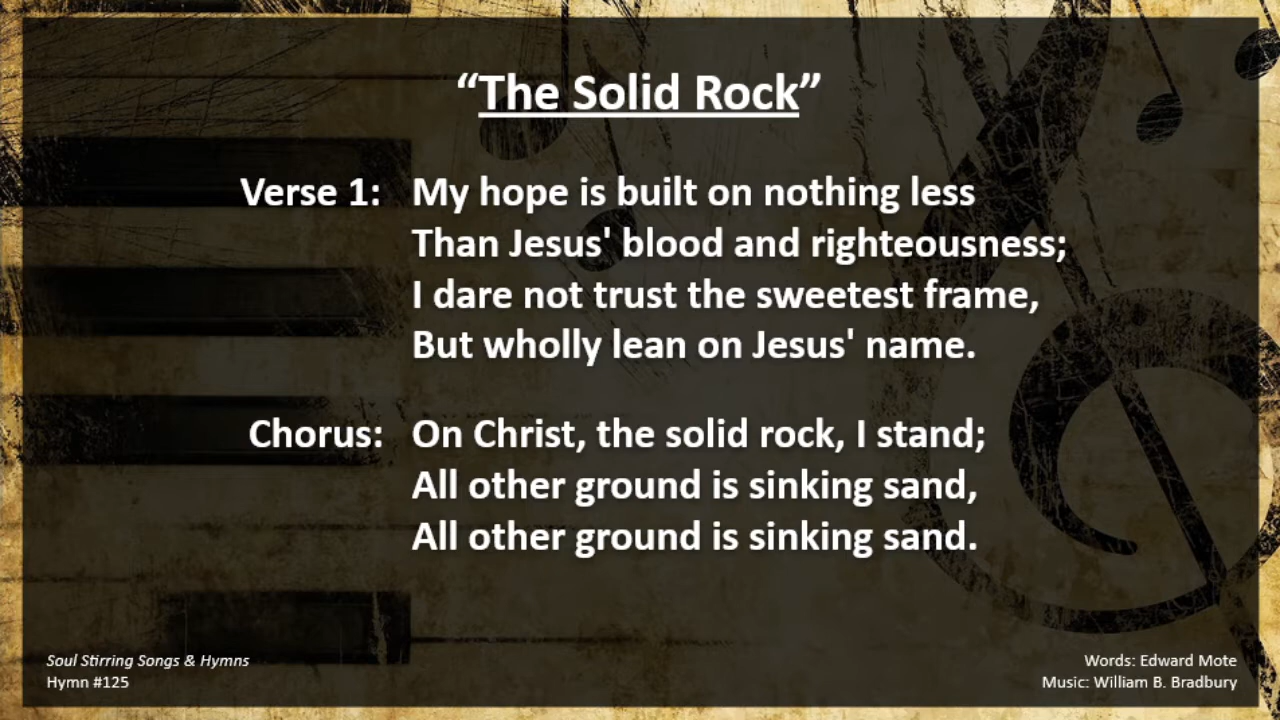 “The Solid Rock”
Verse 1: My hope is built on nothing less
Than Jesus' blood and righteousness;
I dare not trust the sweetest frame,
But wholly lean on Jesus' name.
Chorus: On Christ, the solid rock, I stand;
All other ground is sinking sand,
All other ground is sinking sand.
Soul Stirring Songs & Hymns
Hymn #125
Words: Edward Mote
Music: William B. Bradbury